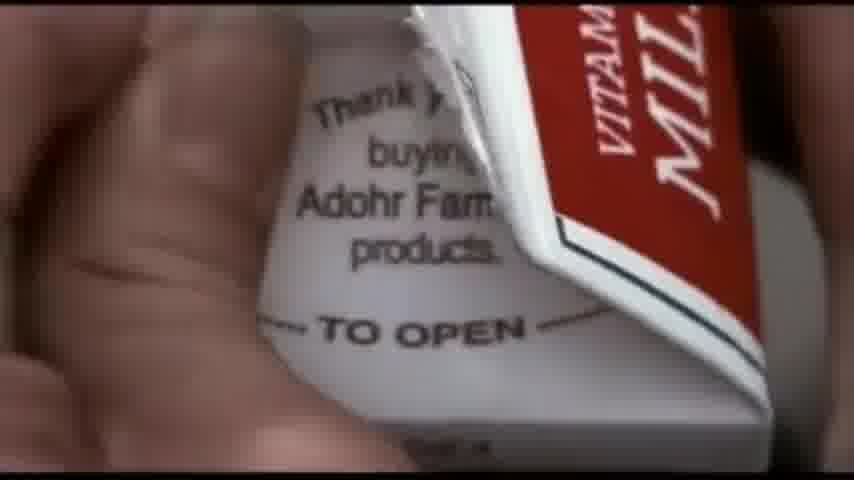 Thank y
buying
Adohr Farm
products.
TO OPEN
VITAM
MIL